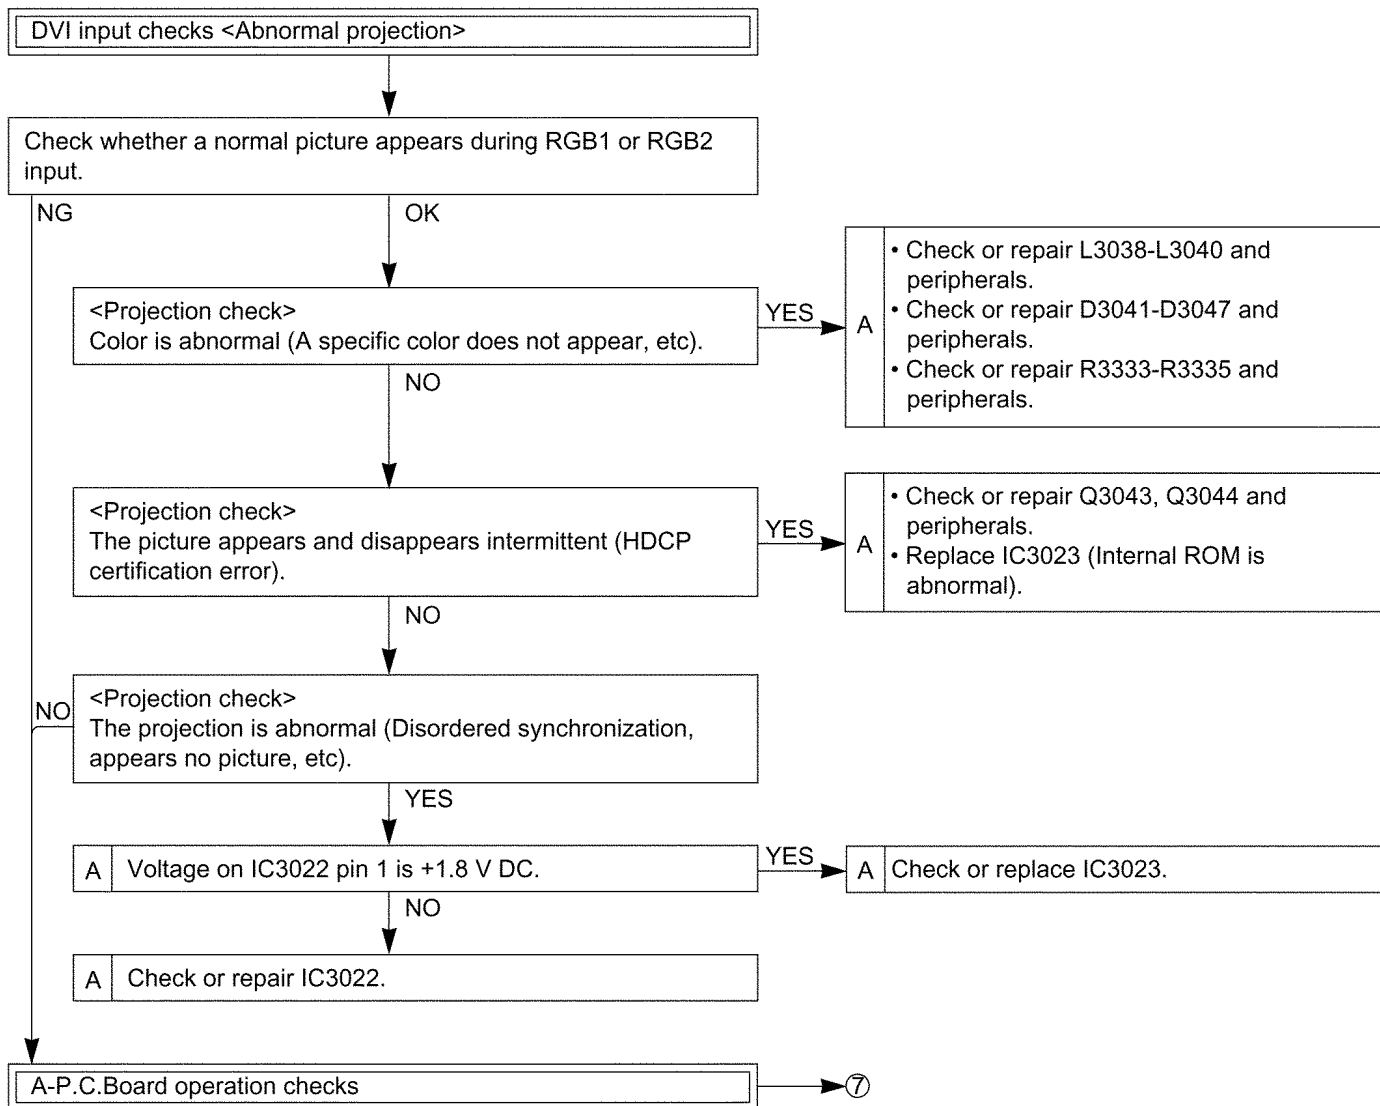 DVI input checks <Abnormal projection>
Check whether a normal picture appears during RGB1 or RGB2
input.
NG
OK
<Projection check>
Color is abnormal (A specific color does not appear, etc).
YES
A
• Check or repair L3038-L3040 and
peripherals.
• Check or repair D3041-D3047 and
peripherals.
• Check or repair R3333-R3335 and
peripherals.
NO
<Projection check>
The picture appears and disappears intermittent (HDCP
certification error).
YES
A
• Check or repair Q3043, Q3044 and
peripherals.
• Replace IC3023 (Internal ROM is
abnormal).
NO
<Projection check>
The projection is abnormal (Disordered synchronization,
appears no picture, etc).
NO
YES
A
Voltage on IC3022 pin 1 is +1.8 V DC.
YES
A
Check or replace IC3023.
NO
A
Check or repair IC3022.
A-P.C.Board operation checks
⑦